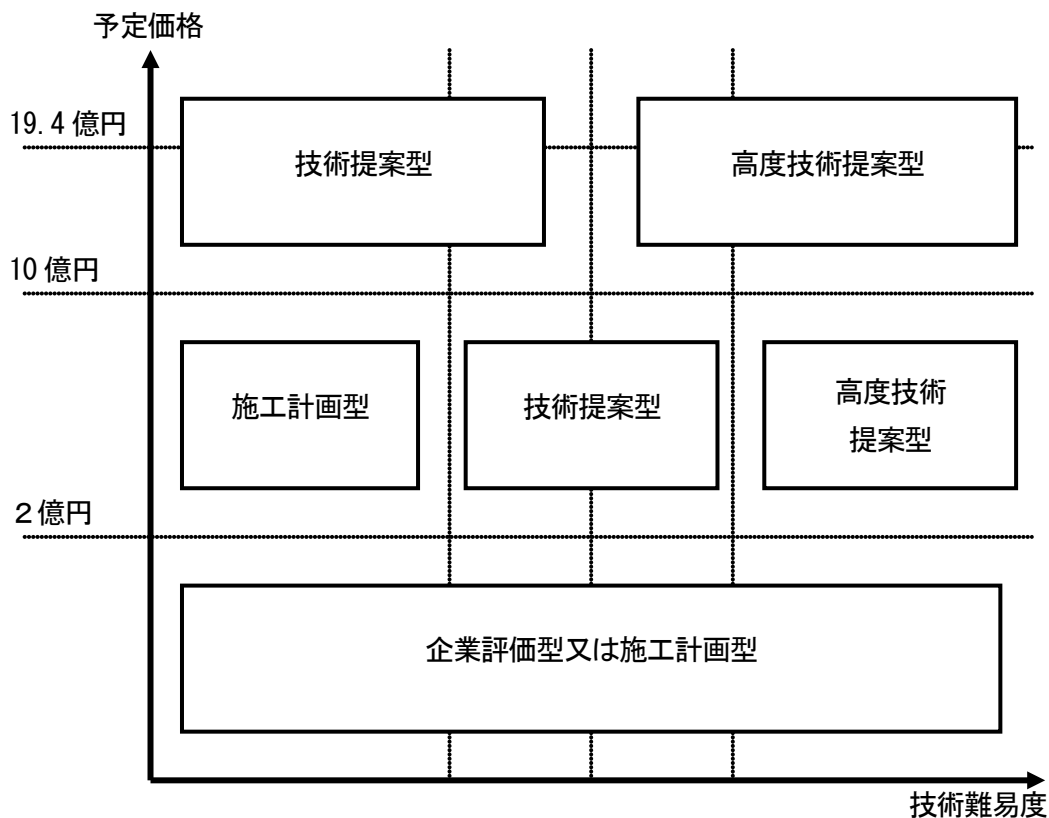 予定価格
19.4億円
技術提案型
高度技術提案型
10億円
施工計画型
技術提案型
高度技術
提案型
２億円
企業評価型又は施工計画型
技術難易度